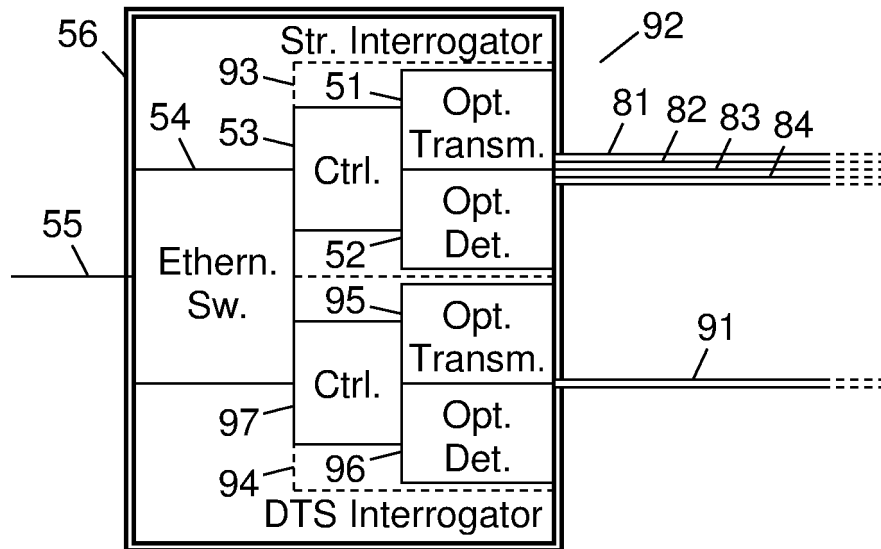 56
Str. Interrogator
92
93
51
Opt.
Transm.
81
82
83
84
54
53
Ctrl.
Opt.
Det.
55
Ethern.
Sw.
52
95
Opt.
Transm.
91
Ctrl.
97
Opt.
Det.
94
96
DTS Interrogator